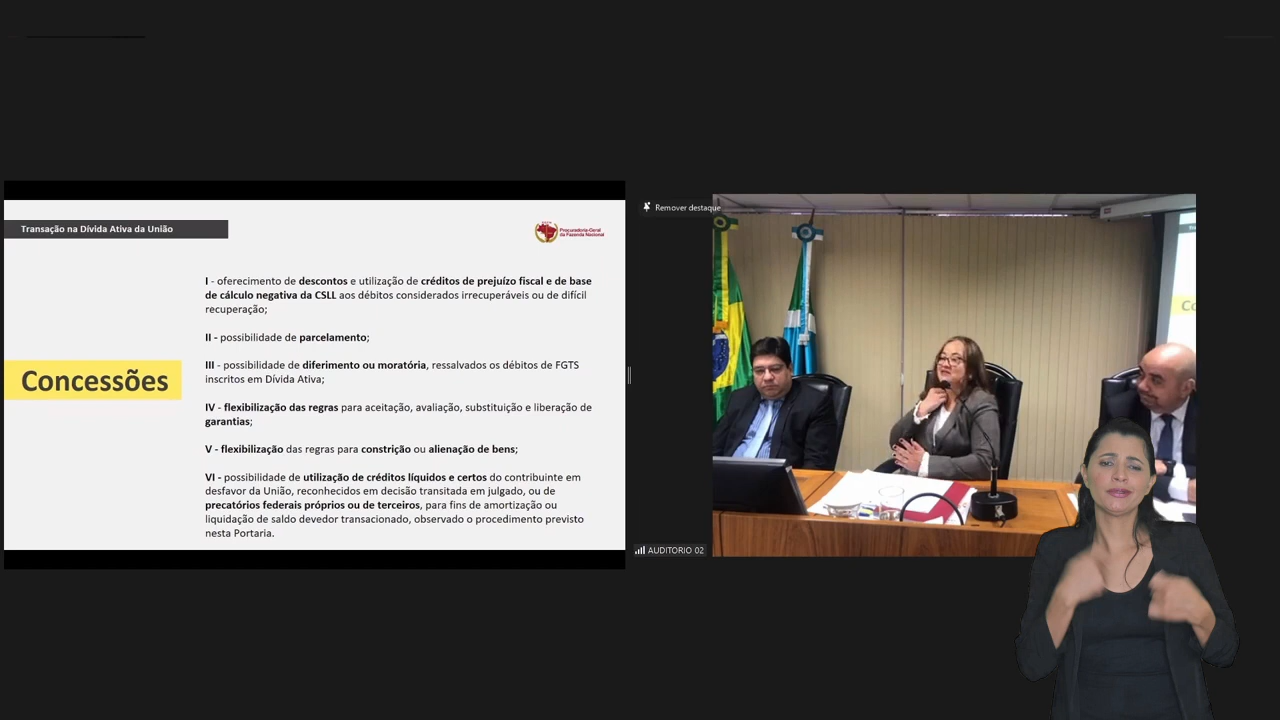 Transação na Dívida Ativa da União
Procuradoria-Geral
da Fazenda Nacional
I - oferecimento de descontos e utilização de créditos de prejuízo fiscal e de base
de cálculo negativa da CSLL aos débitos considerados irrecuperáveis ou de difícil
recuperação;
II - possibilidade de parcelamento;
III - possibilidade de diferimento ou moratória, ressalvados os débitos de FGTS
inscritos em Dívida Ativa;
Concessões
IV - flexibilização das regras para aceitação, avaliação, substituição e liberação de
garantias;
V - flexibilização das regras para constrição ou alienação de bens;
VI - possibilidade de utilização de créditos líquidos e certos do contribuinte em
desfavor da União, reconhecidos em decisão transitada em julgado, ou de
precatórios federais próprios ou de terceiros, para fins de amortização ou
liquidação de saldo devedor transacionado, observado o procedimento previsto
nesta Portaria.
Remover destaque
Co
AUDITORIO 02